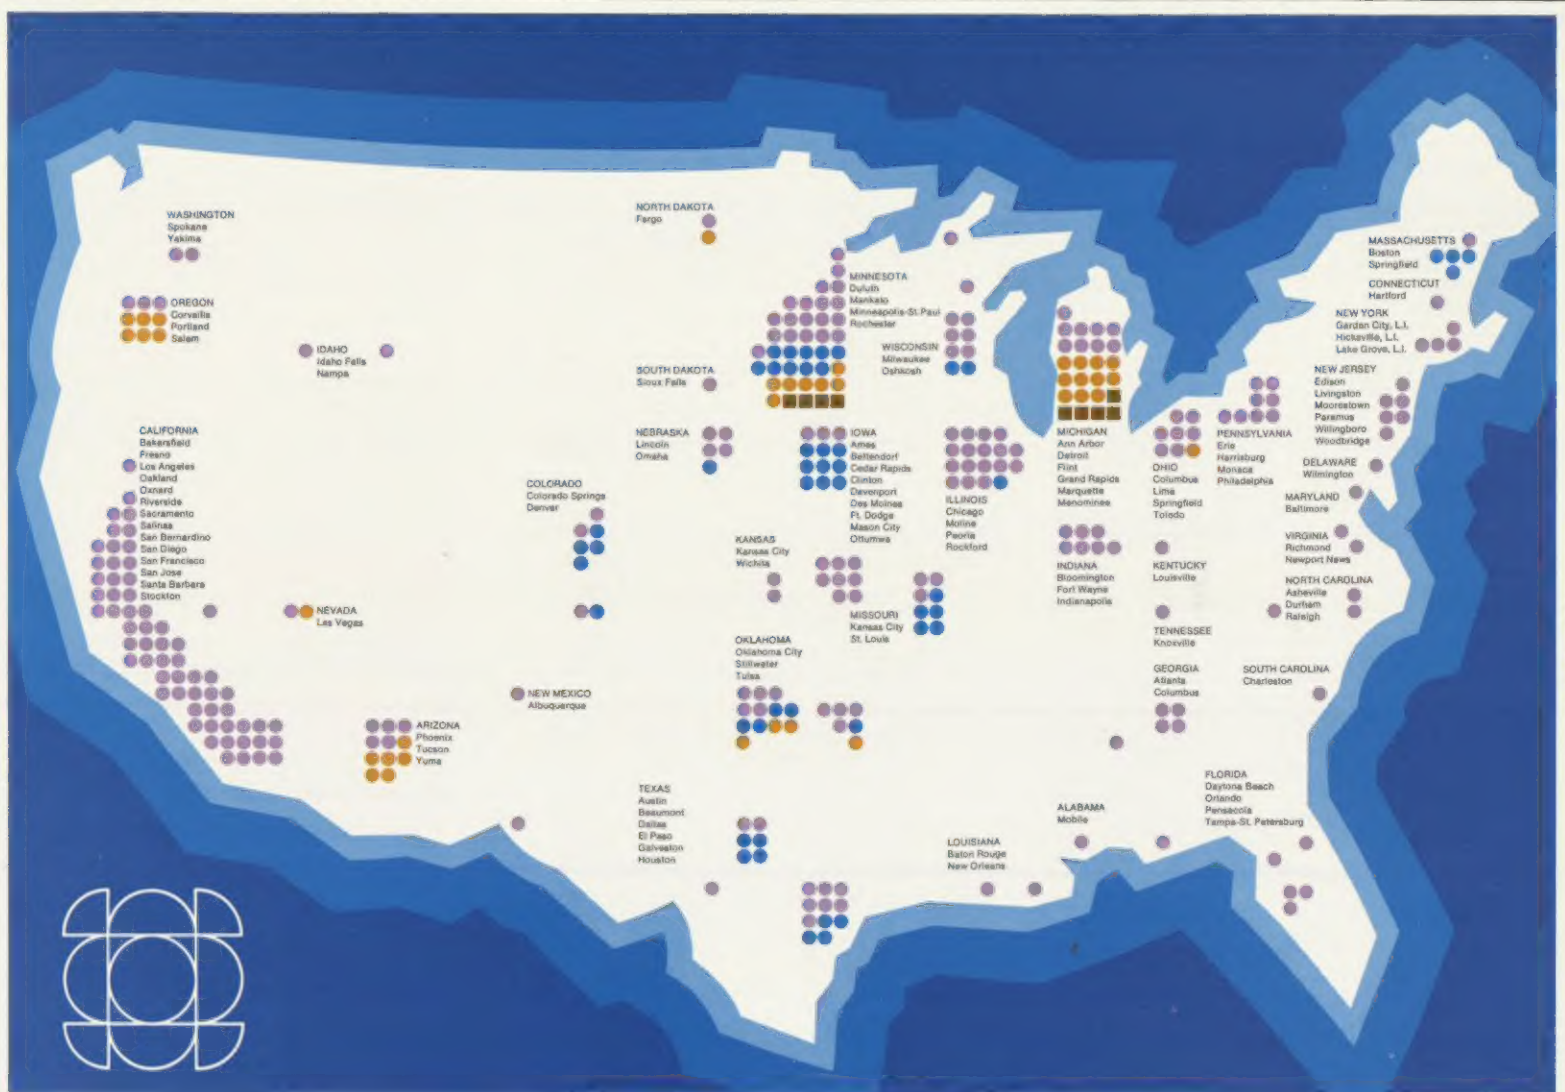 WASHINGTON
Spokane
Yakima
OREGON
Corvallis
Portland
Salem
IDAHO
Idaho Falls
Nampa
CALIFORNIA
Bakersfield
Fresno
Los Angeles
Oakland
Oxnard
Riverside
Sacramento
Salinas
San Bernardino
San Diego
San Francisco
San Jose
Santa Barbara
Stockton
NEVADA
Las Vegas
ARIZONA
Phoenix
Tucson
Yuma
COLORADO
Colorado Springs
Denver
NEW MEXICO
Albuquerque
NORTH DAKOTA
Fargo
SOUTH DAKOTA
Sioux Falls
NEBRASKA
Lincoln
Omaha
KANSAS
Kansas City
Wichita
OKLAHOMA
Oklahoma City
Stillwater
Tulsa
TEXAS
Austin
Beaumont
Dallas
El Paso
Galveston
Houston
MINNESOTA
Duluth
Mankato
Minneapolis-St. Paul
Rochester
WISCONSIN
Milwaukee
Oshkosh
IOWA
Ames
Bettendorf
Cedar Rapids
Clinton
Davenport
Des Moines
Ft. Dodge
Mason City
Ottumwa
MISSOURI
Kansas City
St. Louis
ILLINOIS
Chicago
Moline
Peoria
Rockford
LOUISIANA
Baton Rouge
New Orleans
MICHIGAN
Ann Arbor
Detroit
Flint
Grand Rapids
Marquette
Menominee
INDIANA
Bloomington
Fort Wayne
Indianapolis
OHIO
Columbus
Lima
Springfield
Toledo
KENTUCKY
Louisville
TENNESSEE
Knoxville
GEORGIA
Atlanta
Columbus
ALABAMA
Mobile
FLORIDA
Daytona Beach
Orlando
Pensacola
Tampa-St. Petersburg
PENNSYLVANIA
Erie
Harrisburg
Monaca
Philadelphia
MASSACHUSETTS
Boston
Springfield
CONNECTICUT
Hartford
NEW YORK
Garden City, L.I.
Hicksville, L.I.
Lake Grove, L.I.
NEW JERSEY
Edison
Livingston
Moorestown
Paramus
Willingboro
Woodbridge
DELAWARE
Wilmington
MARYLAND
Baltimore
VIRGINIA
Richmond
Newport News
NORTH CAROLINA
Asheville
Durham
Raleigh
SOUTH CAROLINA
Charleston